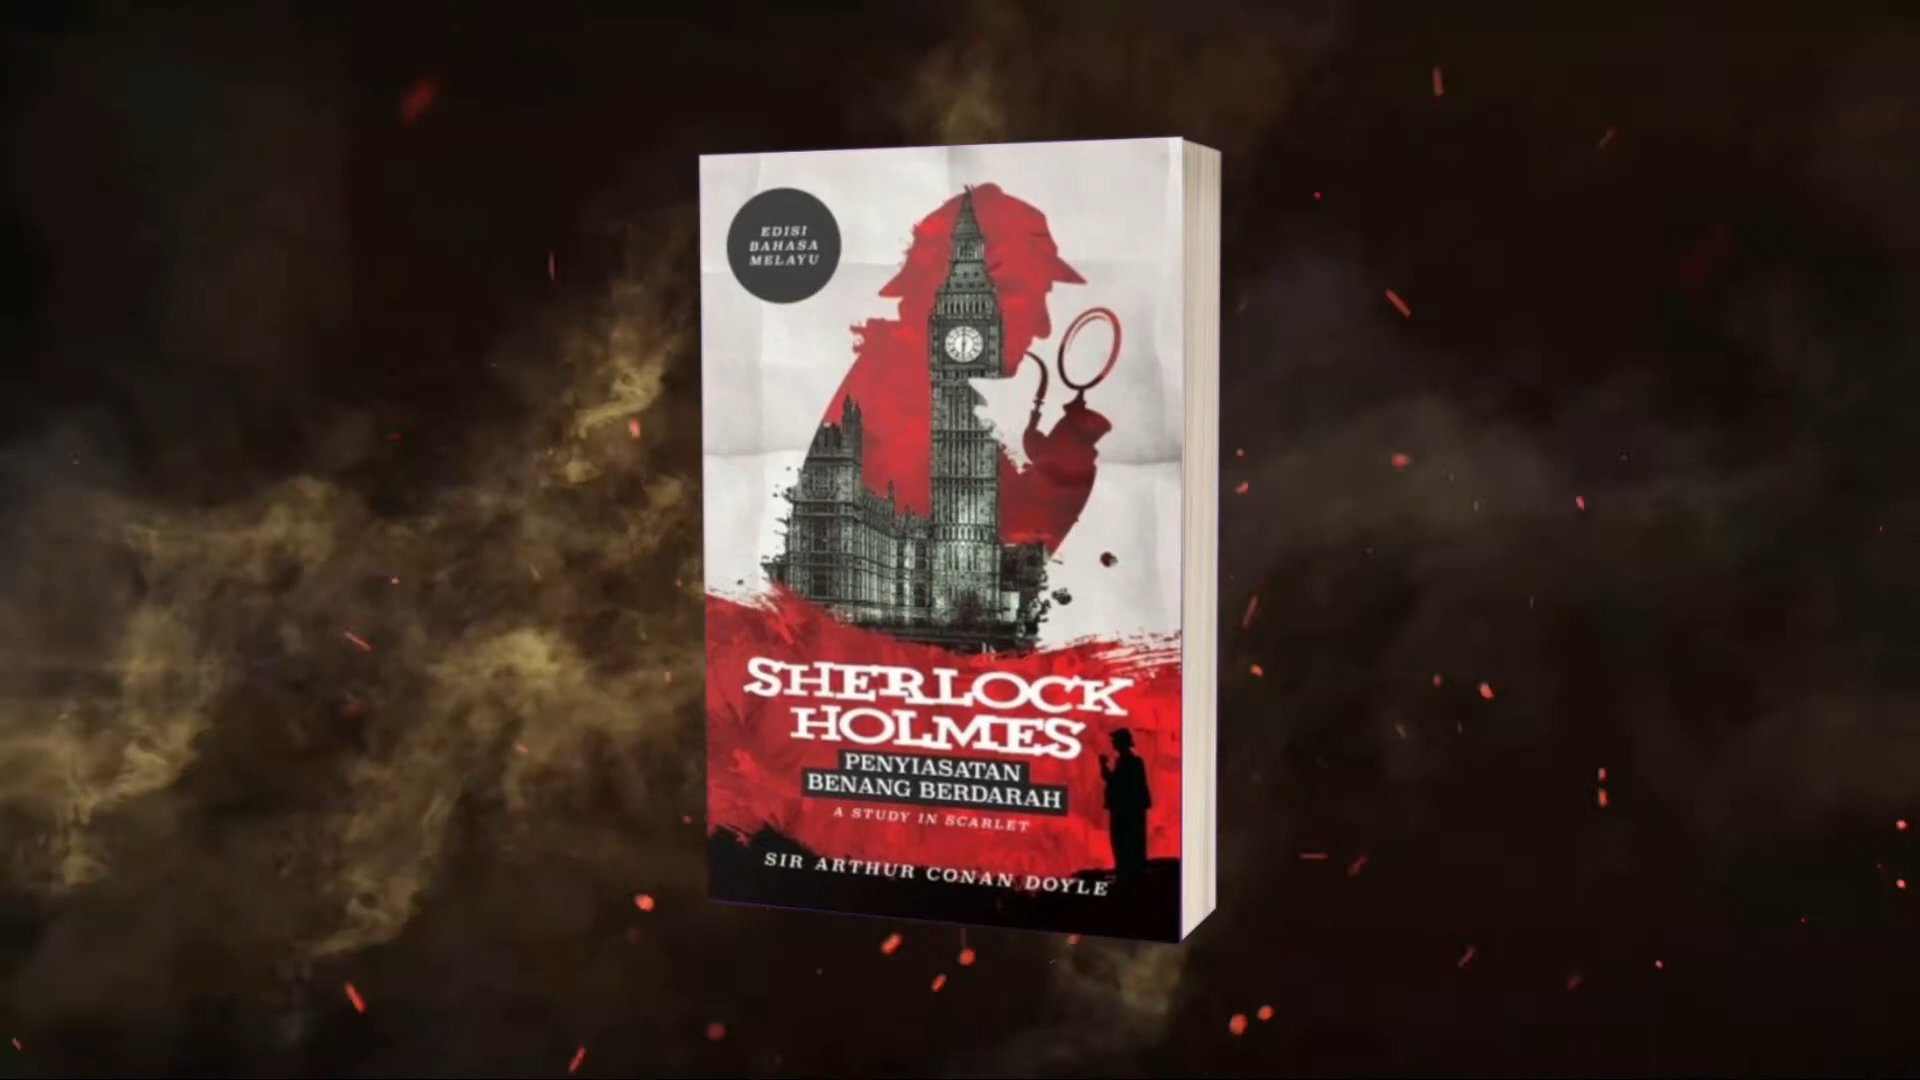 EDISI
BAHASA
MELAYU
SHERLOCK
HOLMES
PENYIASATAN
BENANG BERDARAH
A STUDY IN SCARLET
SIR ARTHUR CONAN DOYLE